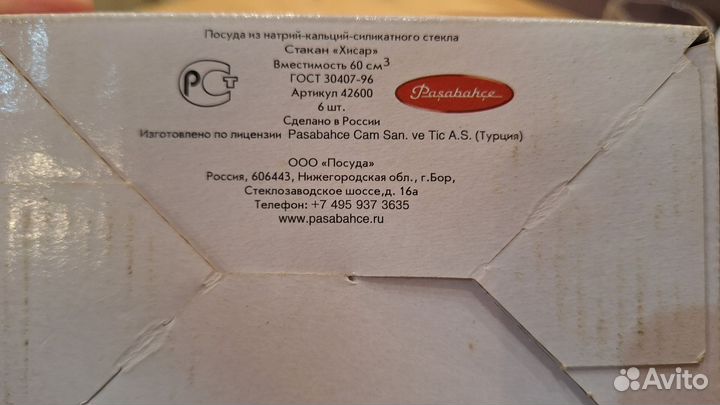 Посуда из натрий-кальций-силикатного стекла
Стакан «Хисар»
Вместимость 60 см³
ГОСТ 30407-96
Артикул 42600
6 шт.
Сделано в России
Изготовлено по лицензии Pasabahce Cam San. ve Tic A.S. (Турция)
РСТ
Paşabahçe
ООО «Посуда»
Россия, 606443, Нижегородская обл., г.Бор,
Стеклозаводское шоссе,д. 16а
Телефон: +7 495 937 3635
www.pasabahce.ru
Avito